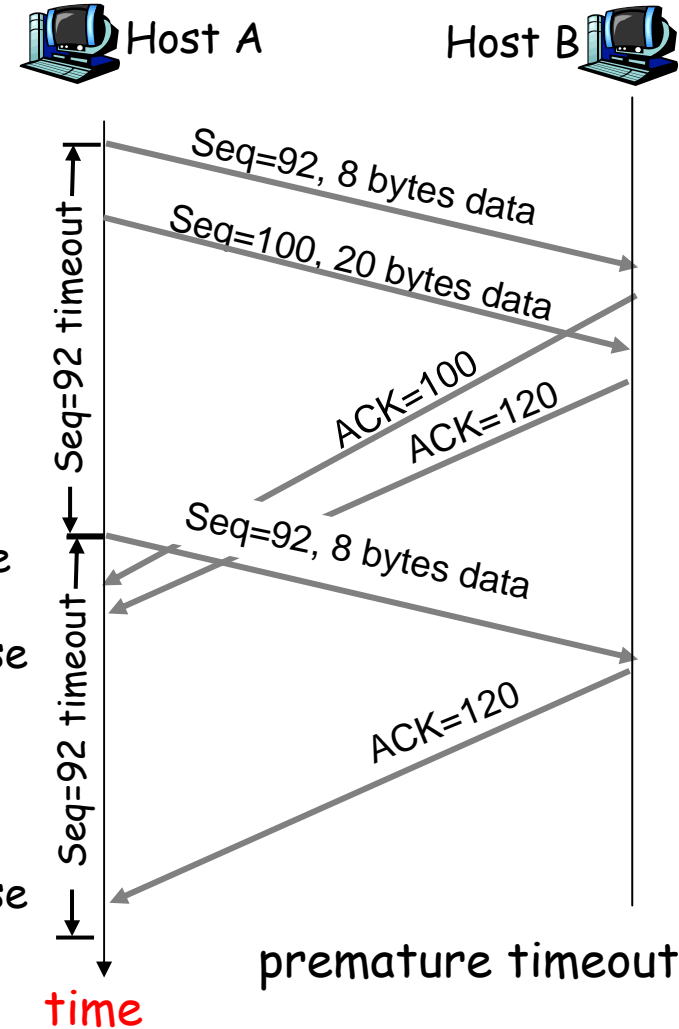 Host A
Host B
Seq=92, 8 bytes data
Seq=100, 20 bytes data
Seq=92 timeout
ACK=100
ACK=120
Seq=92, 8 bytes data
Seq=92 timeout
ACK=120
premature timeout
time